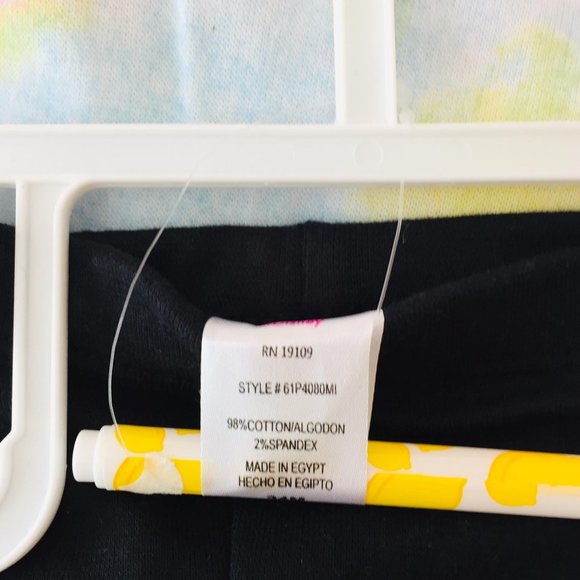 RN 19109
STYLE # 61P4080MI
98%COTTON/ALGODON
2%SPANDEX
MADE IN EGYPT
HECHO EN EGIPTO